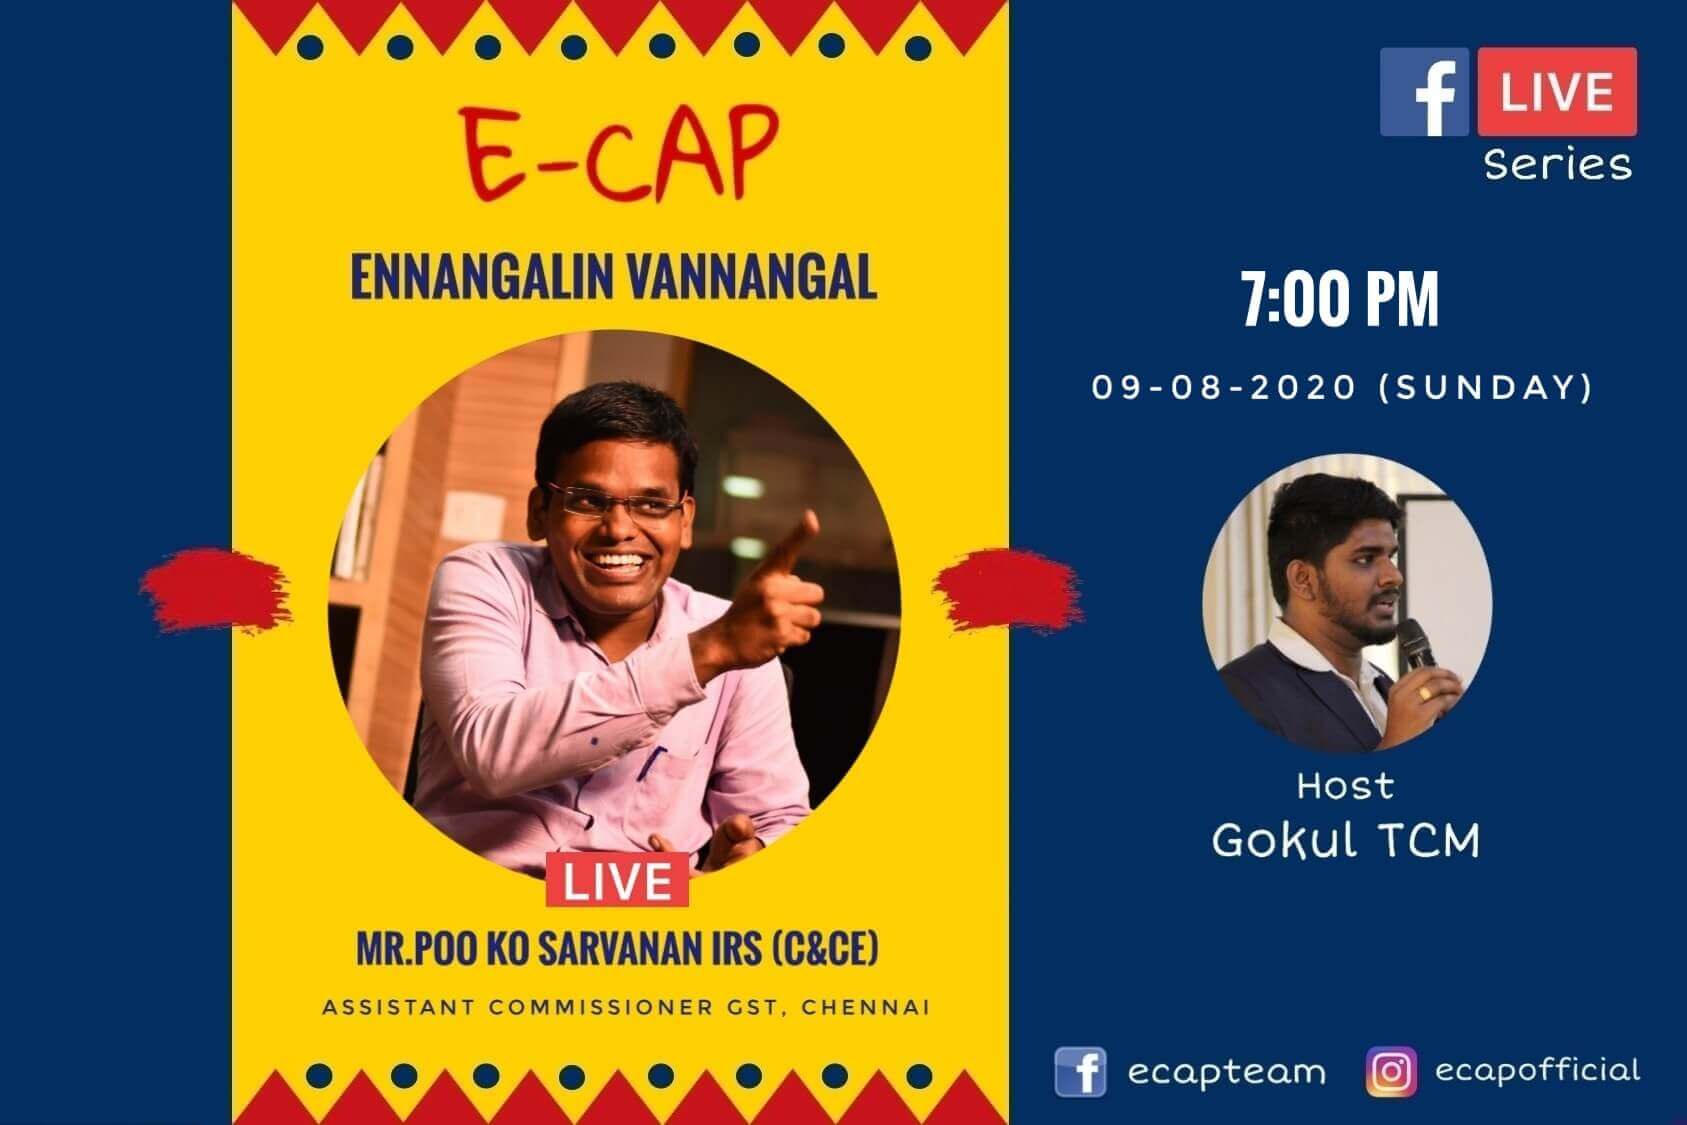 E-CAP
ENNANGALIN VANNANGAL
LIVE
MR.POO KO SARVANAN IRS (C&CE)
ASSISTANT COMMISSIONER GST, CHENNAI
f LIVE
Series
7:00 PM
09-08-2020 (SUNDAY)
Host
Gokul TCM
f ecapteam
ecapofficial